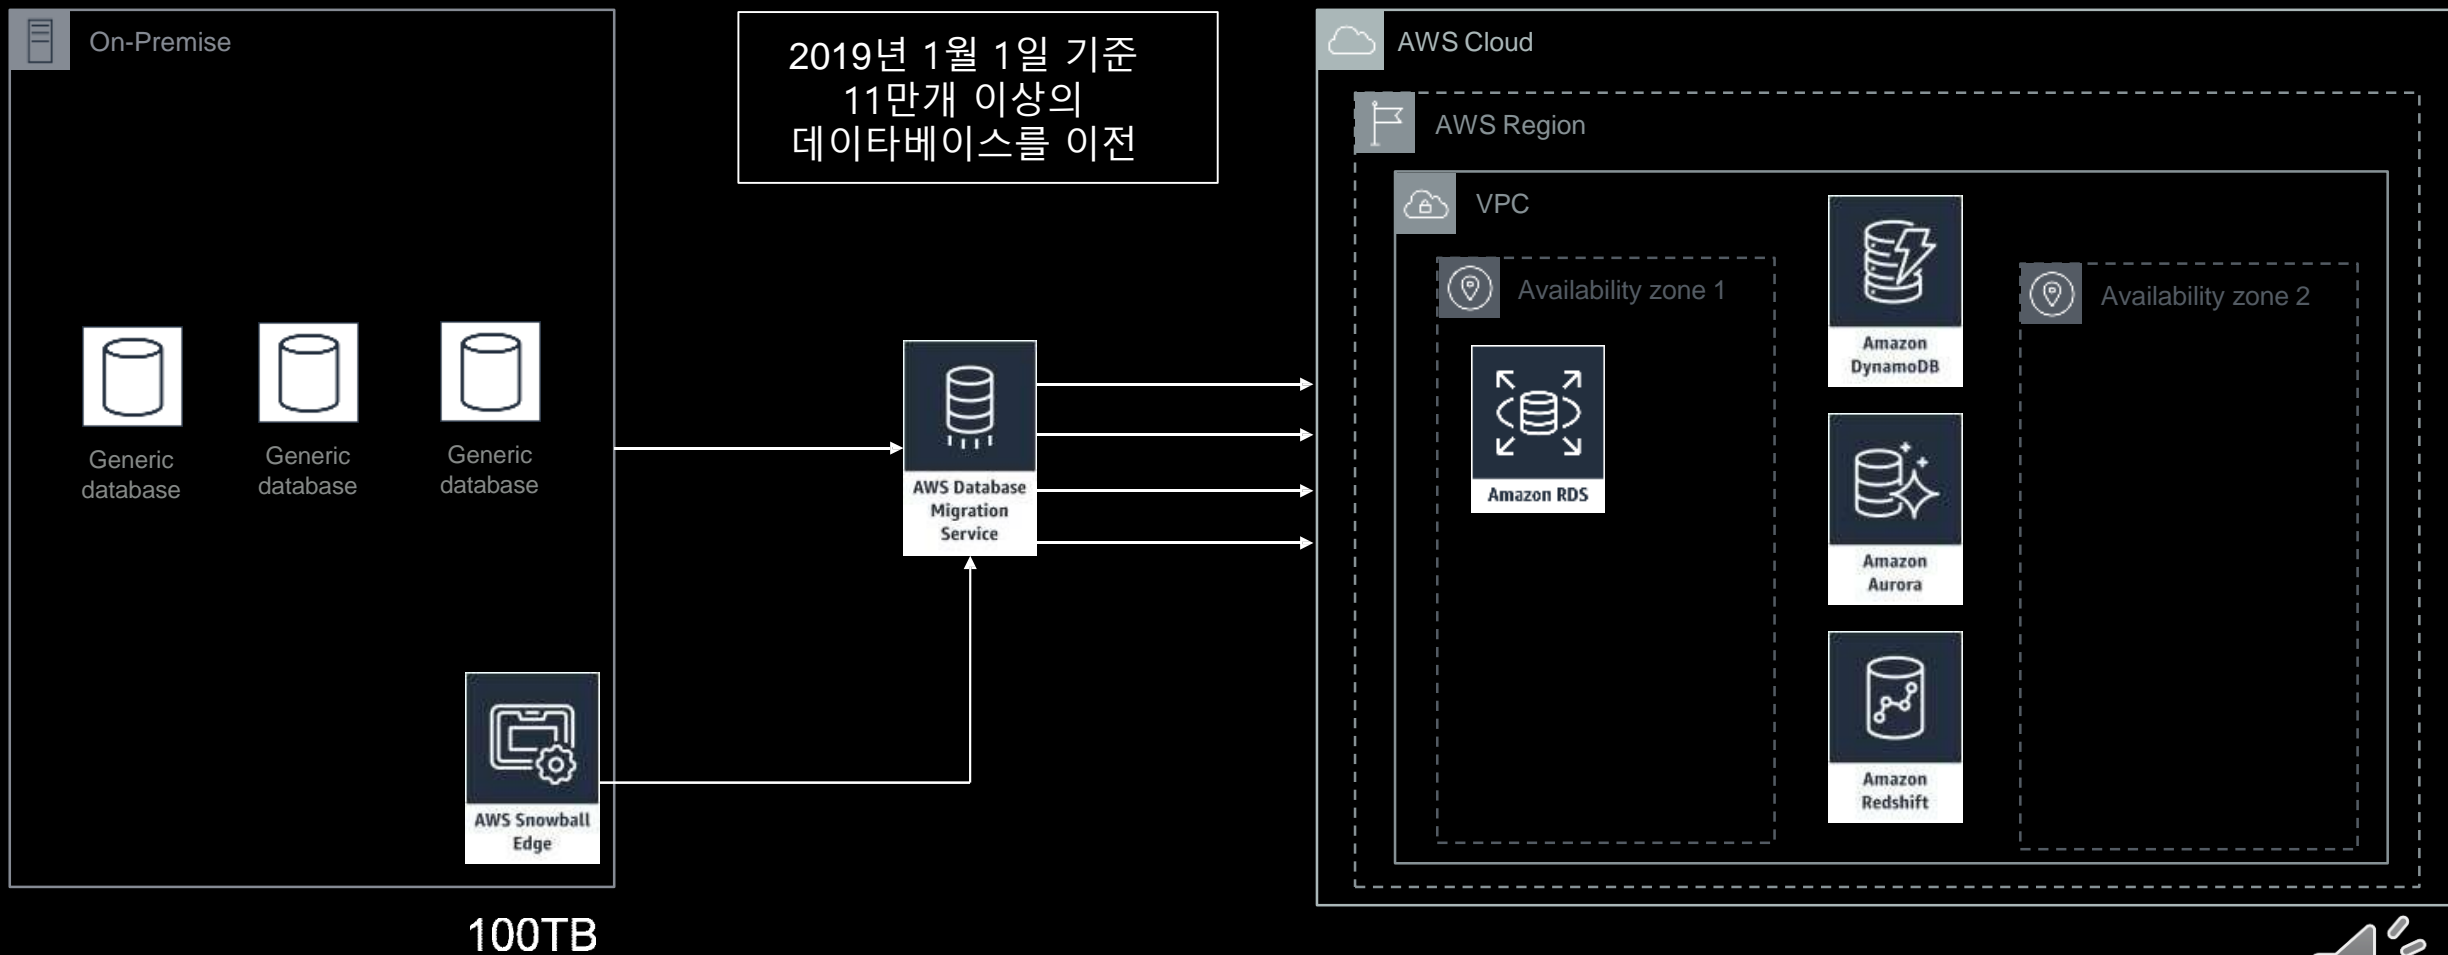 On-Premise
2019년 1월 1일 기준
11만개 이상의
데이타베이스를 이전
AWS Cloud
AWS Region
VPC
Availability zone 1
Availability zone 2
Generic
database
Generic
database
Generic
database
AWS Database
Migration
Service
Amazon RDS
Amazon
DynamoDB
Amazon
Aurora
Amazon
Redshift
AWS Snowball
Edge
100TB